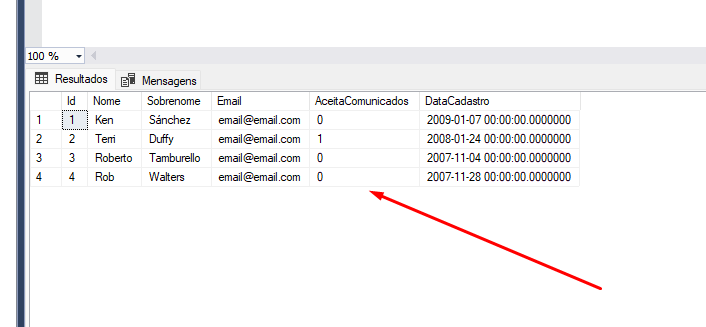 100 %
Resultados Mensagens
Id Nome Sobrenome Email AceitaComunicados DataCadastro
1 1 Ken Sánchez email@email.com 0 2009-01-07 00:00:00.0000000
2 2 Terri Duffy email@email.com 1 2008-01-24 00:00:00.0000000
3 3 Roberto Tamburello email@email.com 0 2007-11-04 00:00:00.0000000
4 4 Rob Walters email@email.com 0 2007-11-28 00:00:00.0000000